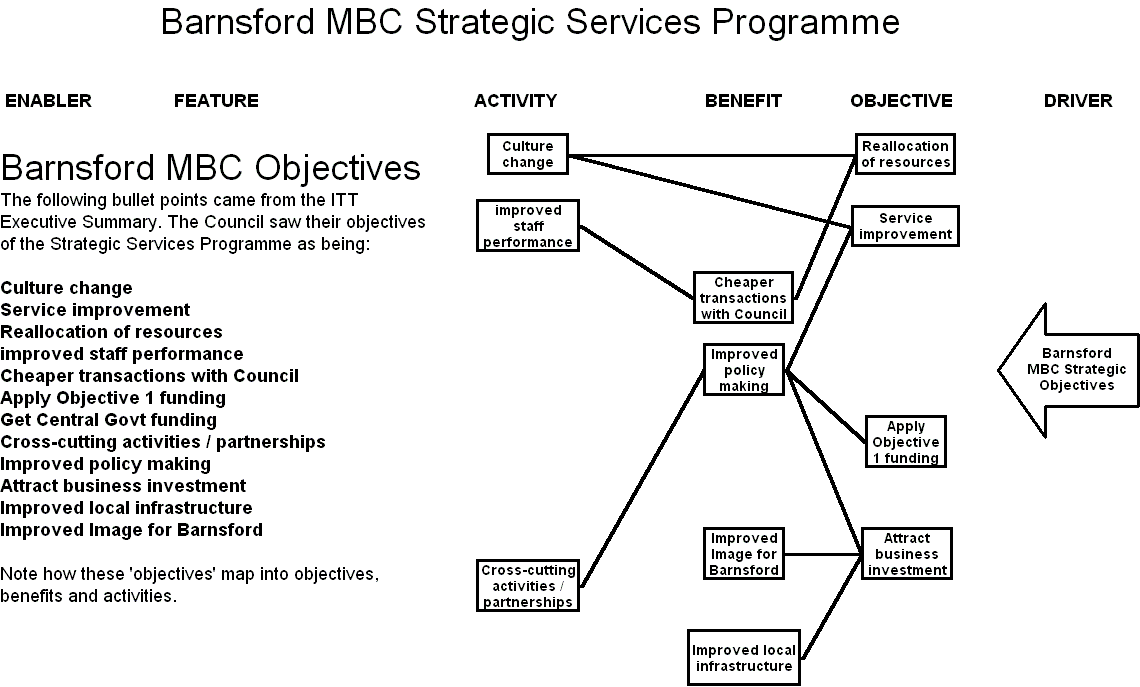 Barnsford MBC Strategic Services Programme
ENABLER FEATURE ACTIVITY BENEFIT OBJECTIVE DRIVER
Barnsford MBC Objectives
The following bullet points came from the ITT
Executive Summary. The Council saw their objectives
of the Strategic Services Programme as being:
Culture change
Service improvement
Reallocation of resources
improved staff performance
Cheaper transactions with Council
Apply Objective 1 funding
Get Central Govt funding
Cross-cutting activities / partnerships
Improved policy making
Attract business investment
Improved local infrastructure
Improved Image for Barnsford
Note how these 'objectives' map into objectives,
benefits and activities.
Culture
change
improved
staff
performance
Cross-cutting
activities /
partnerships
Cheaper
transactions
with Council
Improved
policy
making
Improved
Image for
Barnsford
Improved local
infrastructure
Reallocation
of resources
Service
improvement
Apply
Objective
1 funding
Attract
business
investment
Barnsford
MBC Strategic
Objectives